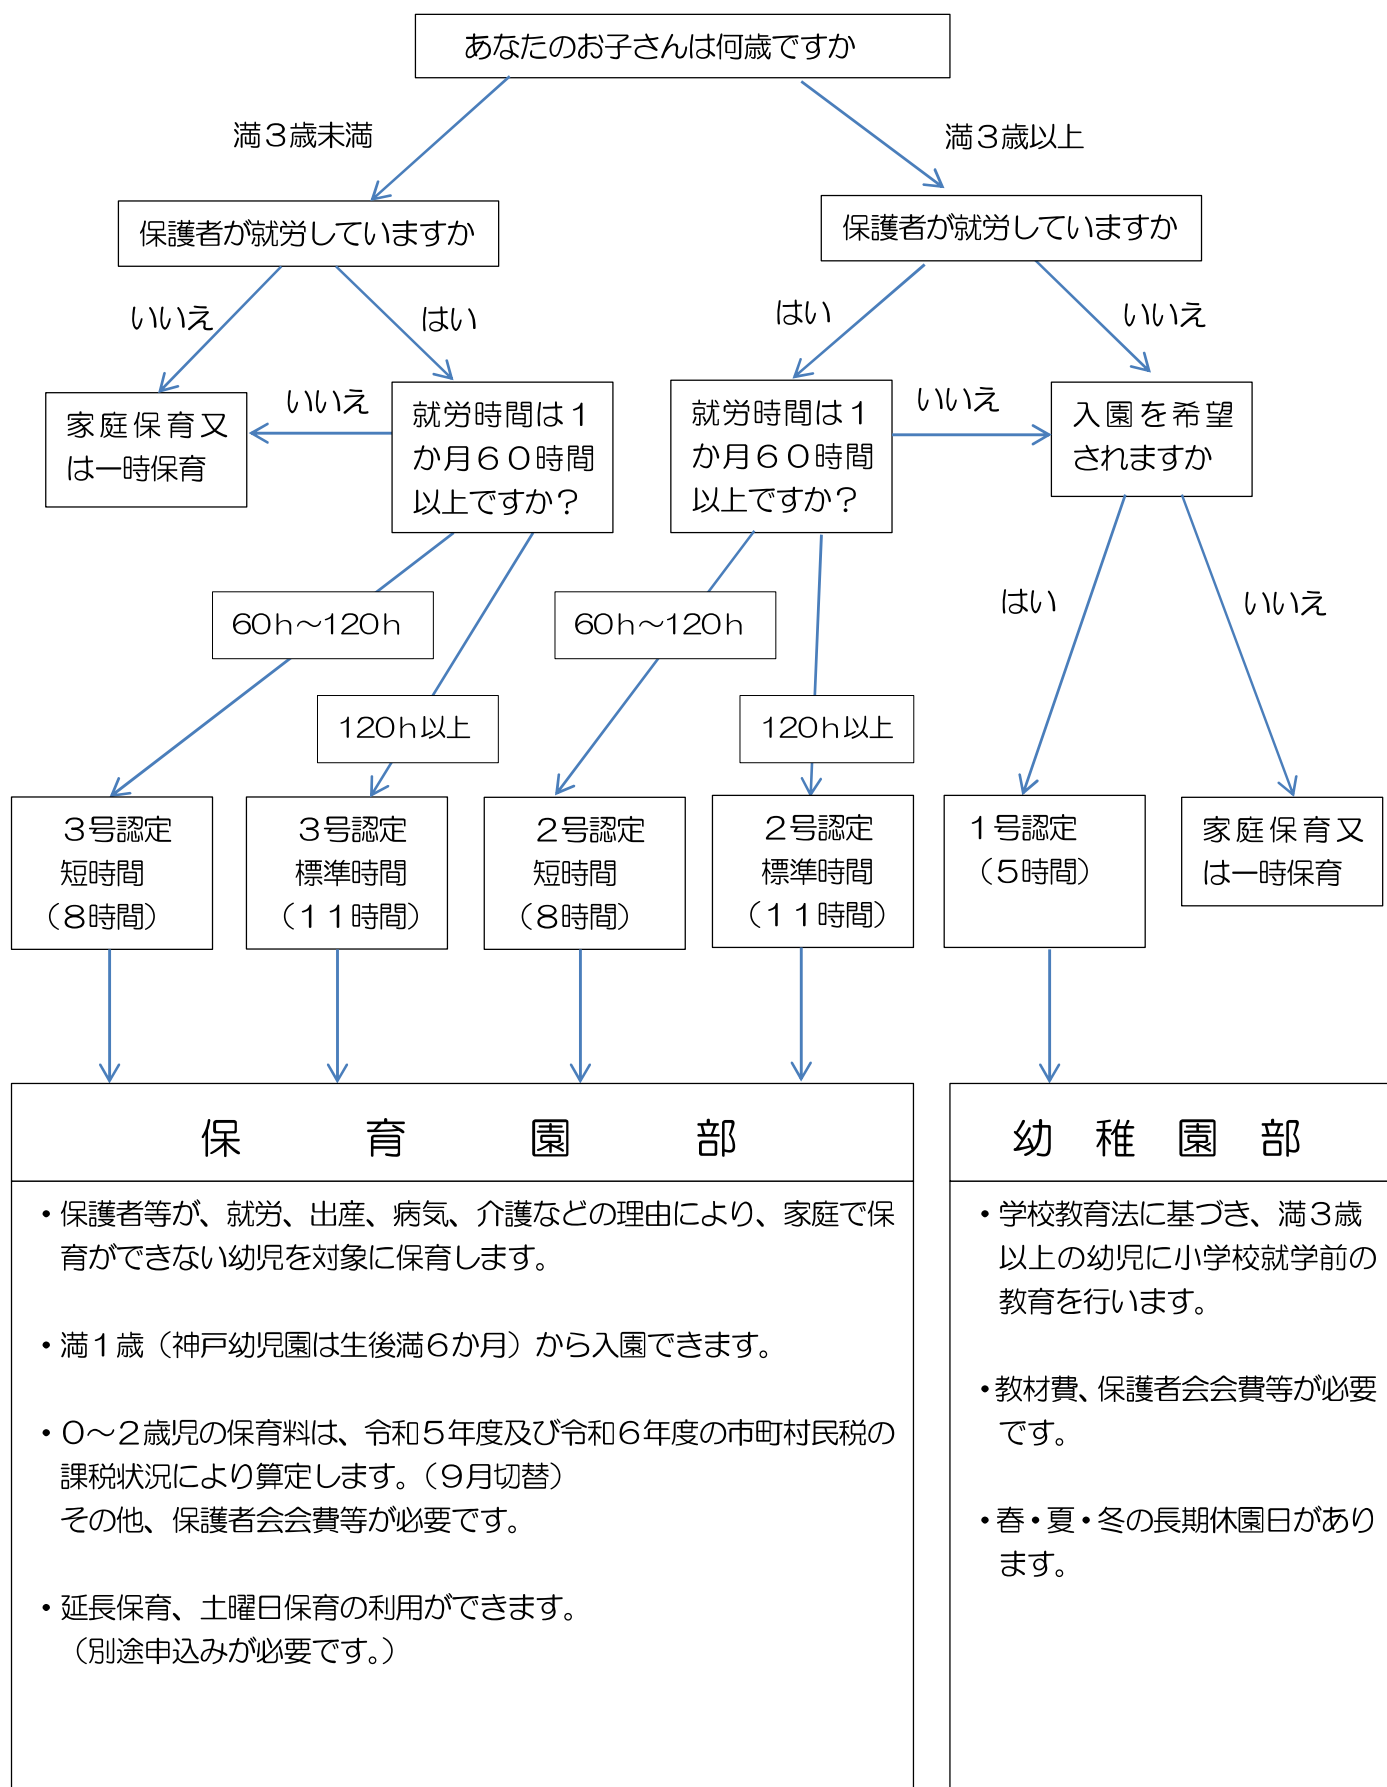 あなたのお子さんは何歳ですか
満３歳未満
満３歳以上
保護者が就労していますか
保護者が就労していますか
いいえ
はい
はい
いいえ
家庭保育又
は一時保育
いいえ
就労時間は１
か月６０時間
以上ですか？
就労時間は１
か月６０時間
以上ですか？
いいえ
入園を希望
されますか
60ｈ～120ｈ
60ｈ～120ｈ
はい
いいえ
120ｈ以上
120ｈ以上
３号認定
短時間
（8時間）
３号認定
標準時間
（１１時間）
２号認定
短時間
（8時間）
２号認定
標準時間
（１１時間）
１号認定
（５時間）
家庭保育又
は一時保育
保育園部
・保護者等が、就労、出産、病気、介護などの理由により、家庭で保
育ができない幼児を対象に保育します。
・満１歳（神戸幼児園は生後満６か月）から入園できます。
・０～２歳児の保育料は、令和５年度及び令和６年度の市町村民税の
課税状況により算定します。（９月切替）
その他、保護者会会費等が必要です。
・延長保育、土曜日保育の利用ができます。
（別途申込みが必要です。）
幼稚園部
・学校教育法に基づき、満３歳
以上の幼児に小学校就学前の
教育を行います。
・教材費、保護者会会費等が必要
です。
・春・夏・冬の長期休園日があり
ます。